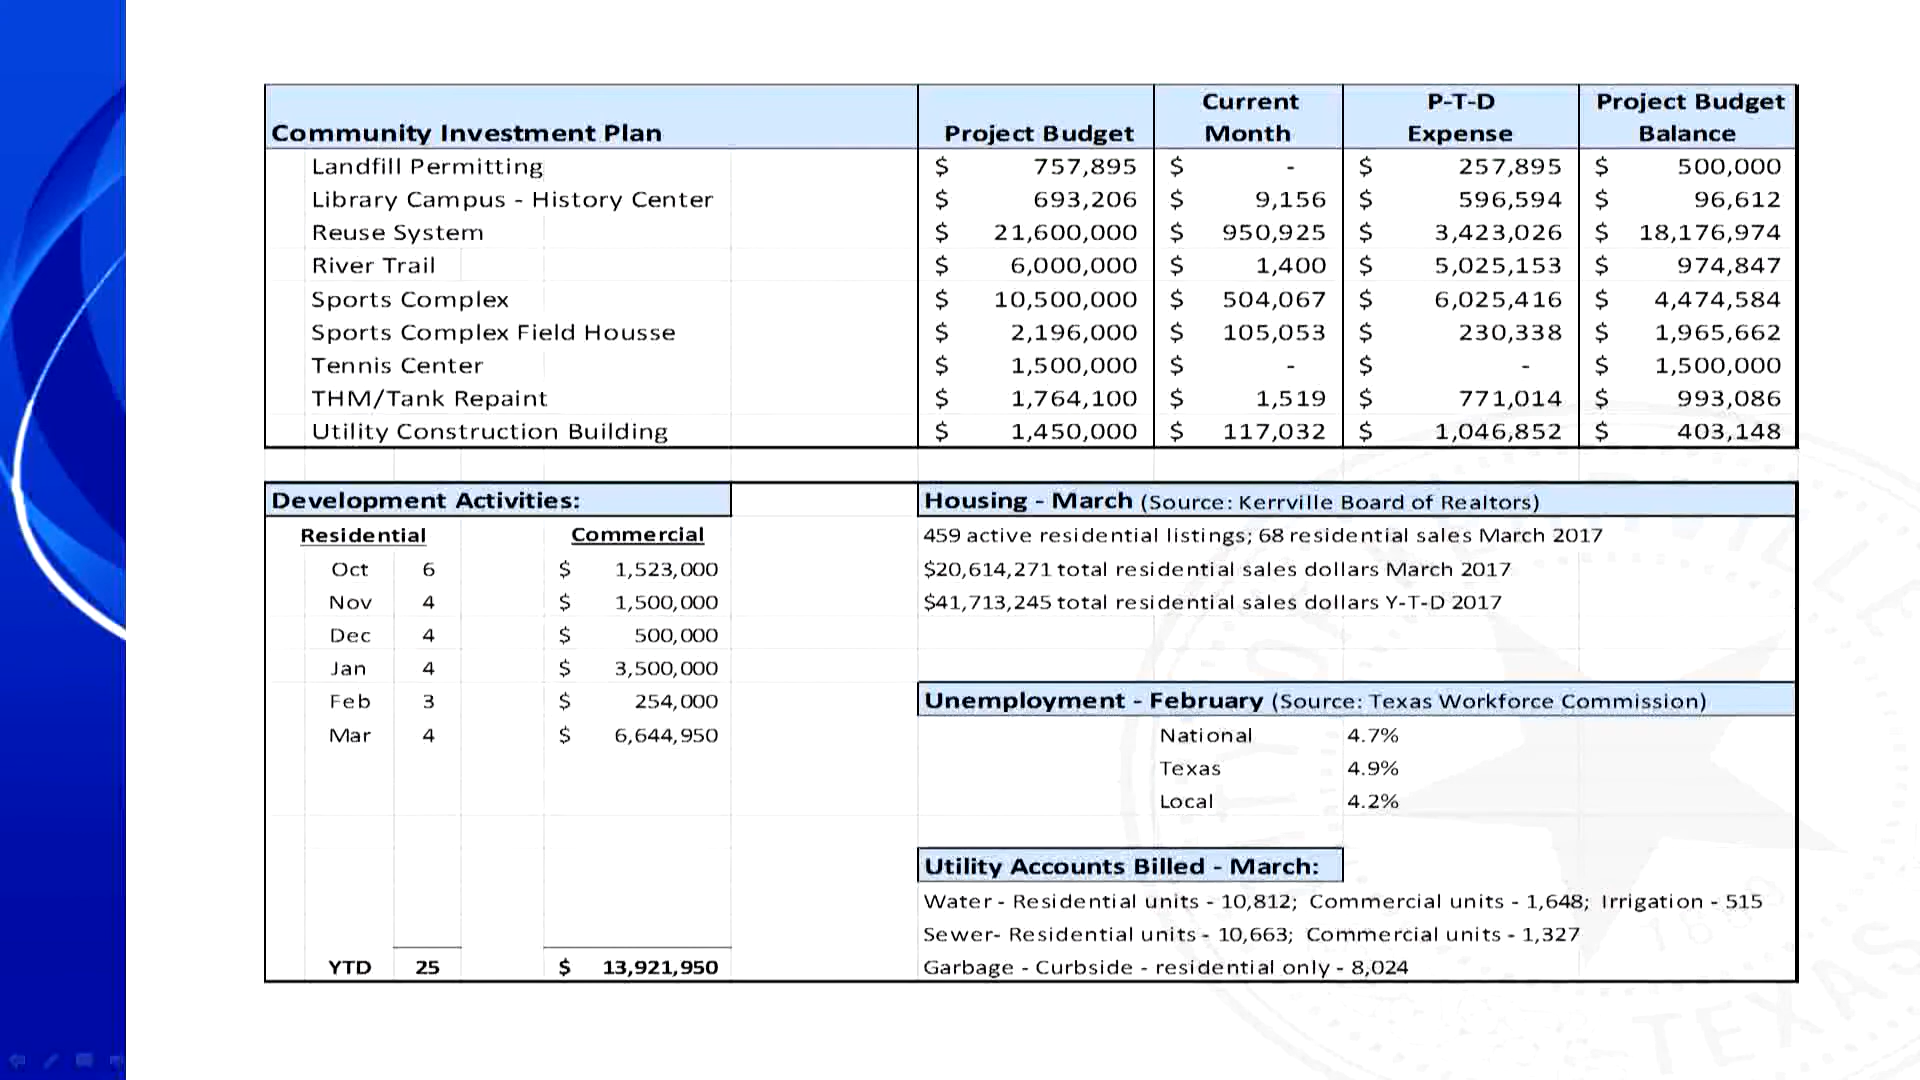 Community Investment Plan Project Budget Current Month P-T-D Expense Project Budget Balance
Landfill Permitting $ 757,895 $ - $ 257,895 $ 500,000
Library Campus - History Center $ 693,206 $ 9,156 $ 596,594 $ 96,612
Reuse System $ 21,600,000 $ 950,925 $ 3,423,026 $ 18,176,974
River Trail $ 6,000,000 $ 1,400 $ 5,025,153 $ 974,847
Sports Complex $ 10,500,000 $ 504,067 $ 6,025,416 $ 4,474,584
Sports Complex Field Housse $ 2,196,000 $ 105,053 $ 230,338 $ 1,965,662
Tennis Center $ 1,500,000 $ - $ - $ 1,500,000
THM/Tank Repaint $ 1,764,100 $ 1,519 $ 771,014 $ 993,086
Utility Construction Building $ 1,450,000 $ 117,032 $ 1,046,852 $ 403,148
Development Activities:
Residential Commercial
Oct 6 $ 1,523,000
Nov 4 $ 1,500,000
Dec 4 $ 500,000
Jan 4 $ 3,500,000
Feb 3 $ 254,000
Mar 4 $ 6,644,950
YTD 25 $ 13,921,950
Housing - March (Source: Kerrville Board of Realtors)
459 active residential listings; 68 residential sales March 2017
$20,614,271 total residential sales dollars March 2017
$41,713,245 total residential sales dollars Y-T-D 2017
Unemployment - February (Source: Texas Workforce Commission)
National 4.7%
Texas 4.9%
Local 4.2%
Utility Accounts Billed - March:
Water - Residential units - 10,812; Commercial units - 1,648; Irrigation - 515
Sewer- Residential units - 10,663; Commercial units - 1,327
Garbage - Curbside - residential only - 8,024
TEXAS